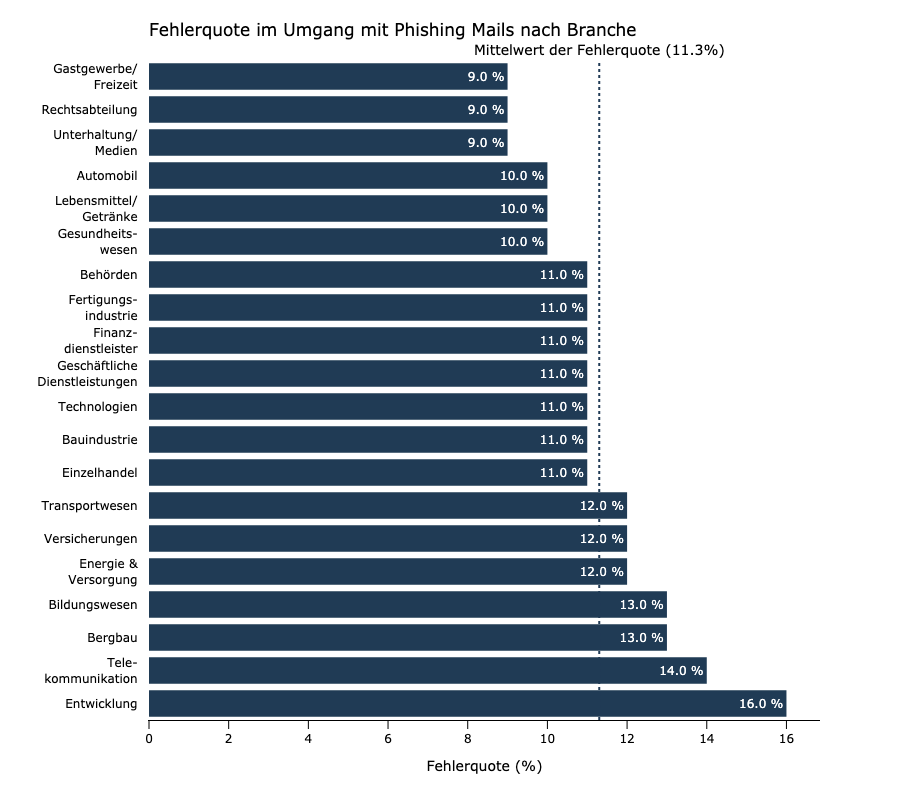 Fehlerquote im Umgang mit Phishing Mails nach Branche
Mittelwert der Fehlerquote (11.3%)
Gastgewerbe/
Freizeit
9.0 %
Rechtsabteilung
9.0 %
Unterhaltung/
Medien
9.0 %
Automobil
10.0 %
Lebensmittel/
Getränke
10.0 %
Gesundheits-
wesen
10.0 %
Behörden
11.0 %
Fertigungs-
industrie
11.0 %
Finanz-
dienstleister
11.0 %
Geschäftliche
Dienstleistungen
11.0 %
Technologien
11.0 %
Bauindustrie
11.0 %
Einzelhandel
11.0 %
Transportwesen
12.0 %
Versicherungen
12.0 %
Energie &
Versorgung
12.0 %
Bildungswesen
13.0 %
Bergbau
13.0 %
Tele-
kommunikation
14.0 %
Entwicklung
16.0 %
0 2 4 6 8 10 12 14 16
Fehlerquote (%)